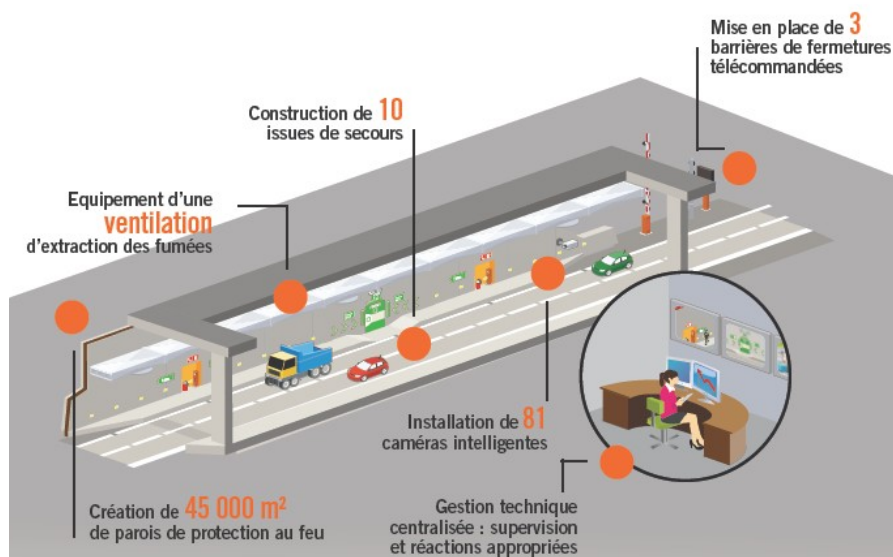 Mise en place de 3
barrières de fermetures
télécommandées
Construction de 10
issues de secours
Equipement d'une
ventilation
d'extraction des fumées
Installation de 81
caméras intelligentes
Création de 45 000 m²
de parois de protection au feu
Gestion technique
centralisée : supervision
et réactions appropriées